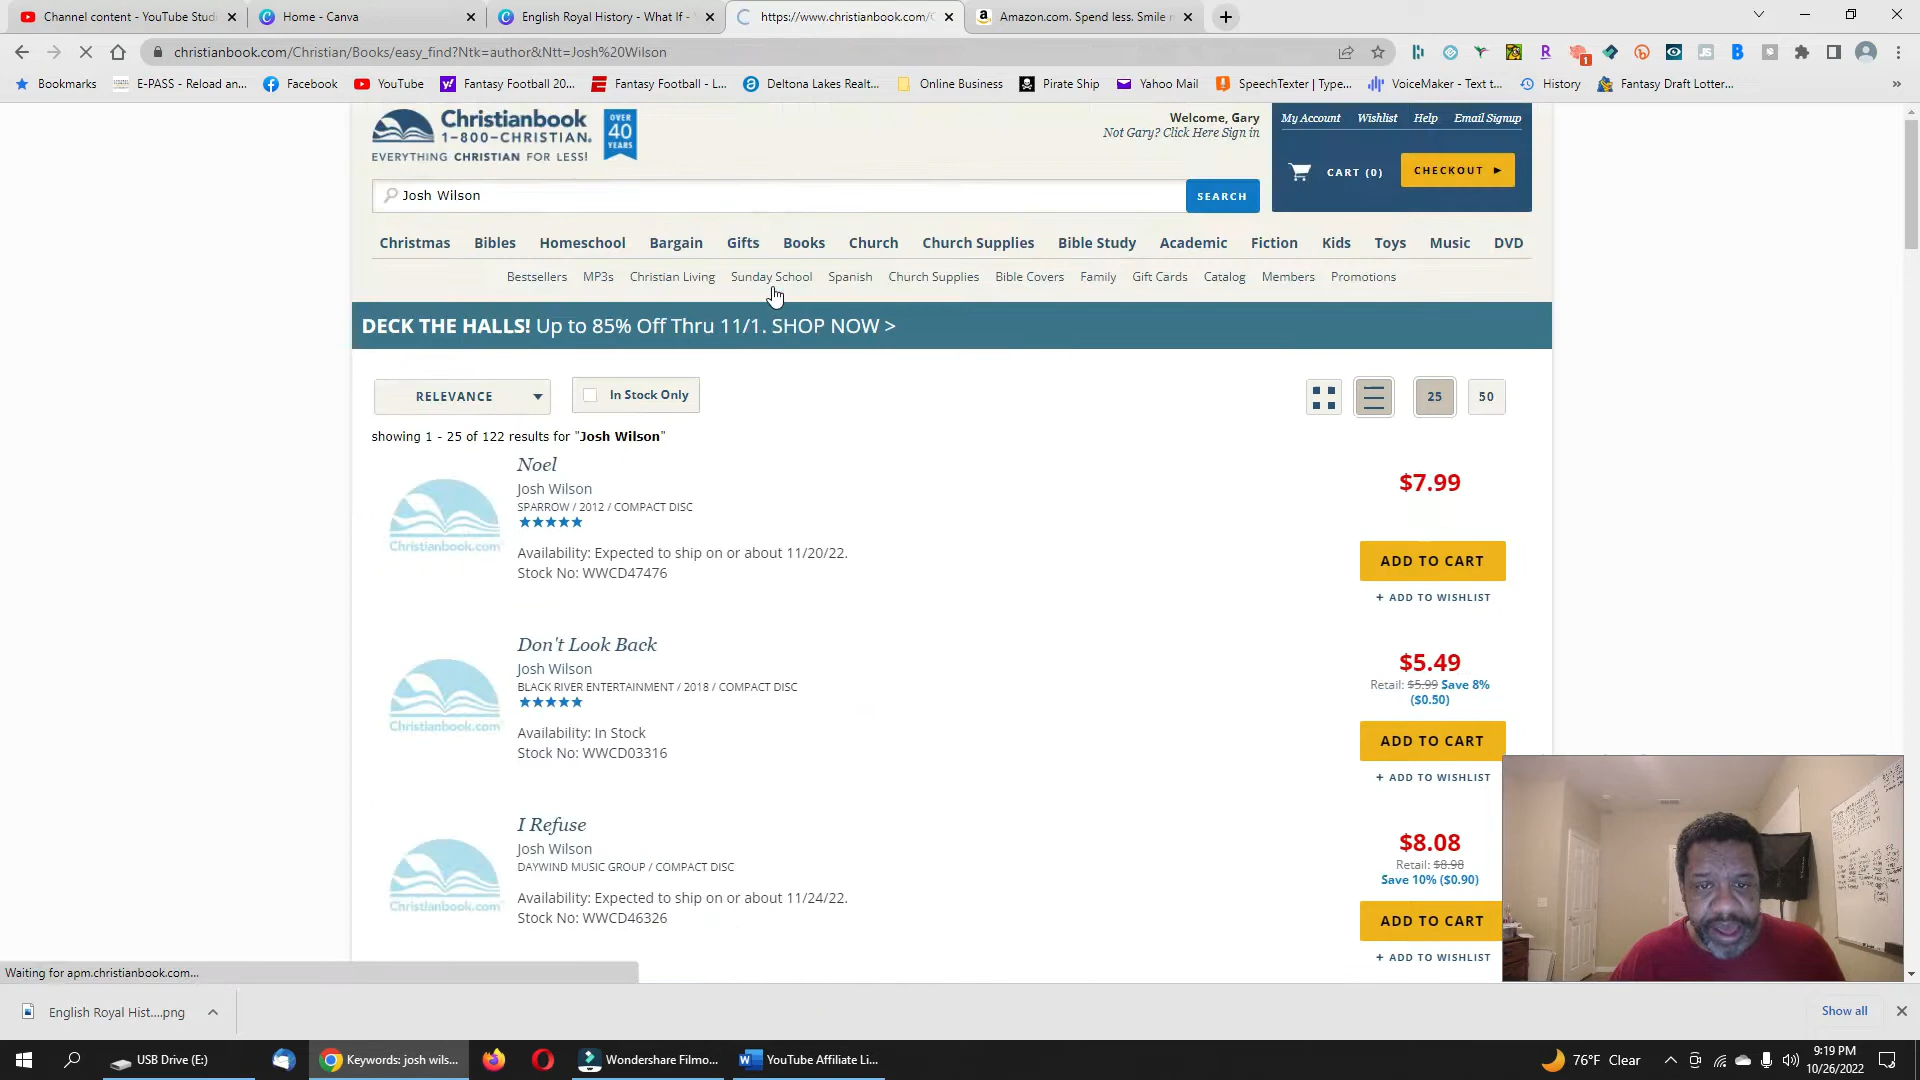 Channel content - YouTube Stud
Home - Canva
English Royal History - What If -
https://www.christianbook.com/C
Amazon.com. Spend less. Smile m
christianbook.com/Christian/Books/easy_find?Ntk=author&Ntt=Josh%20Wilson
Bookmarks
E-PASS - Reload an...
Facebook
YouTube
Fantasy Football 20...
Fantasy Football - L...
Deltona Lakes Realt...
Online Business
Pirate Ship
Yahoo Mail
SpeechTexter | Type...
VoiceMaker - Text t...
History
Fantasy Draft Lotter...
»
Christianbook
1-800-CHRISTIAN.
EVERYTHING CHRISTIAN FOR LESS!
OVER
40
YEARS
Welcome, Gary
Not Gary? Click Here Sign in
My Account Wishlist Help Email Signup
CART (0)
CHECKOUT
Josh Wilson
SEARCH
Christmas Bibles Homeschool Bargain Gifts Books Church Church Supplies Bible Study Academic Fiction Kids Toys Music DVD
Bestsellers MP3s Christian Living Sunday School Spanish Church Supplies Bible Covers Family Gift Cards Catalog Members Promotions
DECK THE HALLS! Up to 85% Off Thru 11/1. SHOP NOW >
RELEVANCE
In Stock Only
25
50
showing 1 - 25 of 122 results for "Josh Wilson"
Christianbook.com
Noel
Josh Wilson
SPARROW / 2012 / COMPACT DISC
Availability: Expected to ship on or about 11/20/22.
Stock No: WWCD47476
$7.99
ADD TO CART
+ ADD TO WISHLIST
Christianbook.com
Don't Look Back
Josh Wilson
BLACK RIVER ENTERTAINMENT / 2018 / COMPACT DISC
Availability: In Stock
Stock No: WWCD03316
$5.49
Retail: $5.99 Save 8%
($0.50)
ADD TO CART
+ ADD TO WISHLIST
Christianbook.com
I Refuse
Josh Wilson
DAYWIND MUSIC GROUP / COMPACT DISC
Availability: Expected to ship on or about 11/24/22.
Stock No: WWCD46326
$8.08
Retail: $8.98
Save 10% ($0.90)
ADD TO CART
+ ADD TO WISHLIST
Waiting for apm.christianbook.com...
English Royal Hist....png
Show all
USB Drive (E:)
Keywords: josh wils...
Wondershare Filmo...
YouTube Affiliate Li...
76°F Clear
9:19 PM
10/26/2022